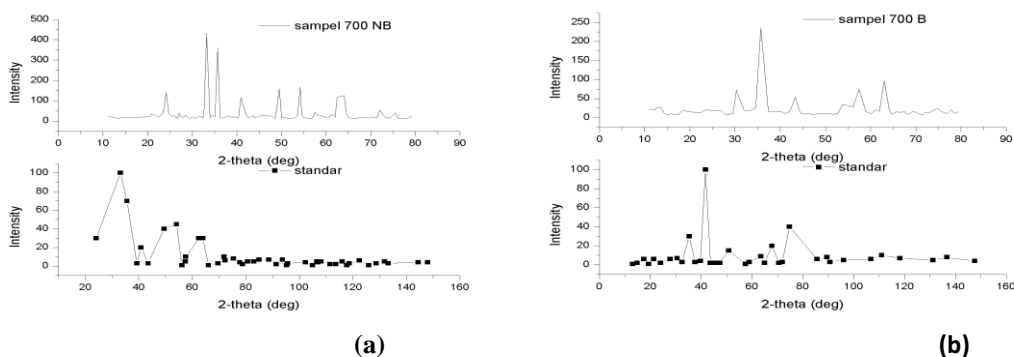 sampel 700 NB
500
400
300
200
100
0
Intensity
0 10 20 30 40 50 60 70 80 90
2-theta (deg)
standar
100
80
60
40
20
0
Intensity
20 40 60 80 100 120 140 160
2-theta (deg)
(a)
sampel 700 B
250
200
150
100
50
0
Intensity
0 10 20 30 40 50 60 70 80 90
2-theta (deg)
standar
100
80
60
40
20
0
Intensity
0 20 40 60 80 100 120 140 160
2-theta (deg)
(b)